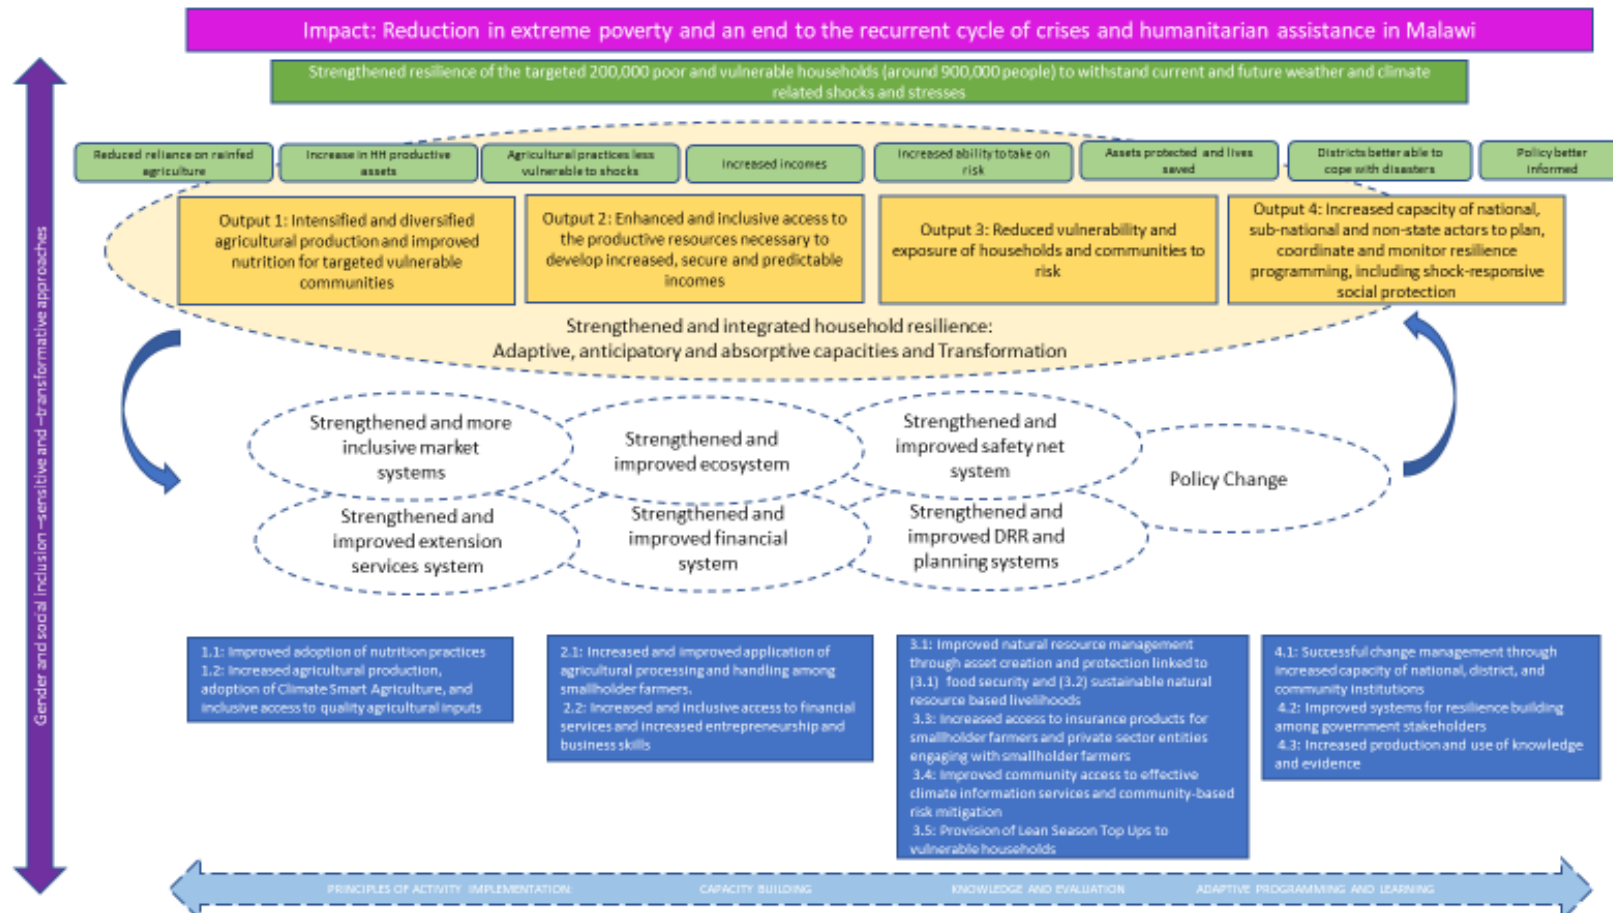 Impact: Reduction in extreme poverty and an end to the recurrent cycle of crises and humanitarian assistance in Malawi
Strengthened resilience of the targeted 200,000 poor and vulnerable households (around 900,000 people) to withstand current and future weather and climate
related shocks and stresses
Reduced reliance on rainfed
agriculture
Increase in HH productive
assets
Agricultural practices less
vulnerable to shocks
Increased incomes
Increased ability to take on
risk
Assets protected and lives
saved
Districts better able to
cope with disasters
Policy better
informed
Output 1: Intensified and diversified
agricultural production and improved
nutrition for targeted vulnerable
communities
Output 2: Enhanced and inclusive access to
the productive resources necessary to
develop increased, secure and predictable
incomes
Output 3: Reduced vulnerability and
exposure of households and communities to
risk
Output 4: Increased capacity of national,
sub-national and non-state actors to plan,
coordinate and monitor resilience
programming, including shock-responsive
social protection
Strengthened and integrated household resilience:
Adaptive, anticipatory and absorptive capacities and Transformation
Gender and social inclusion –sensitive and –transformative approaches
Strengthened and more
inclusive market
systems
Strengthened and
improved ecosystem
Strengthened and
improved safety net
system
Policy Change
Strengthened and
improved extension
services system
Strengthened and
improved financial
system
Strengthened and
improved DRR and
planning systems
1.1: Improved adoption of nutrition practices
1.2: Increased agricultural production,
adoption of Climate Smart Agriculture, and
inclusive access to quality agricultural inputs
2.1: Increased and improved application of
agricultural processing and handling among
smallholder farmers.
2.2: Increased and inclusive access to financial
services and increased entrepreneurship and
business skills
3.1: Improved natural resource management
through asset creation and protection linked to
(3.1) food security and (3.2) sustainable natural
resource based livelihoods
3.3: Increased access to insurance products for
smallholder farmers and private sector entities
engaging with smallholder farmers
3.4: Improved community access to effective
climate information services and community-based
risk mitigation
3.5: Provision of Lean Season Top Ups to
vulnerable households
4.1: Successful change management through
increased capacity of national, district, and
community institutions
4.2: Improved systems for resilience building
among government stakeholders
4.3: Increased production and use of knowledge
and evidence
PRINCIPLES OF ACTIVITY IMPLEMENTATION: CAPACITY BUILDING KNOWLEDGE AND EVALUATION ADAPTIVE PROGRAMMING AND LEARNING